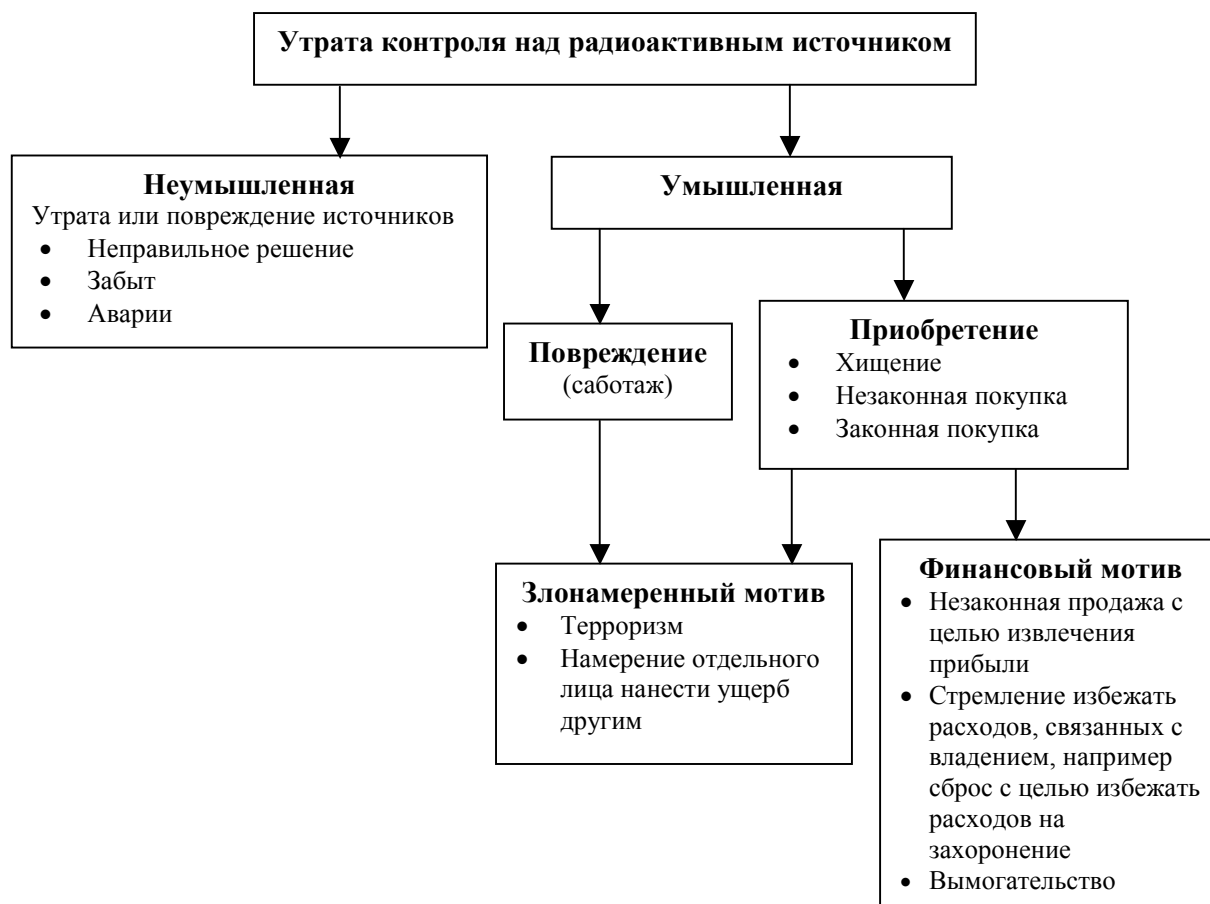 Утрата контроля над радиоактивным источником
Неумышленная
Утрата или повреждение источников
• Неправильное решение
• Забыт
• Аварии
Умышленная
Повреждение
(саботаж)
Приобретение
• Хищение
• Незаконная покупка
• Законная покупка
Злонамеренный мотив
• Терроризм
• Намерение отдельного
лица нанести ущерб
другим
Финансовый мотив
• Незаконная продажа с
целью извлечения
прибыли
• Стремление избежать
расходов, связанных с
владением, например
сброс с целью избежать
расходов на
захоронение
• Вымогательство